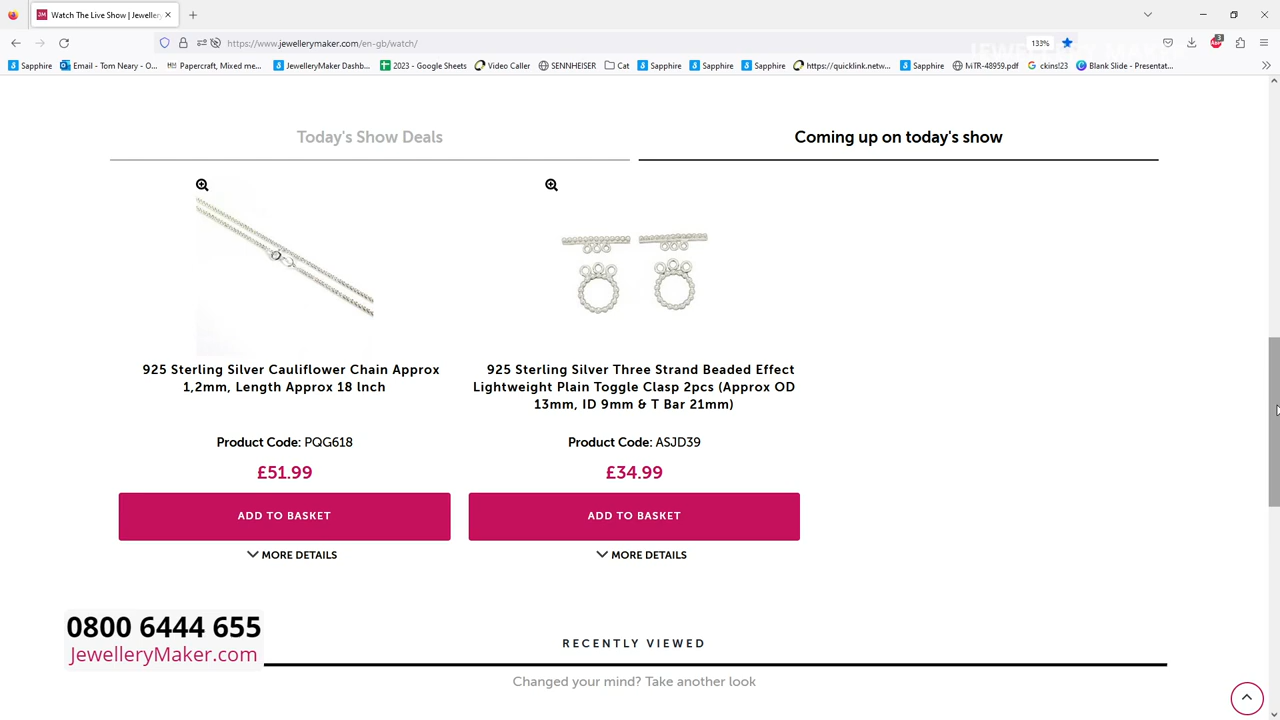 JM Watch The Live Show | Jeweller
https://www.jewellerymaker.com/en-gb/watch/
133%
3
JEWELLERY MAKER
Sapphire
Email - Tom Neary - O...
Papercraft, Mixed me...
JewelleryMaker Dashb...
2023 - Google Sheets
Video Caller
SENNHEISER
Cat
Sapphire
Sapphire
Sapphire
https://quicklink.netw...
Sapphire
MTR-48959.pdf
ckins!23
Blank Slide - Presentat...
Today's Show Deals
Coming up on today's show
925 Sterling Silver Cauliflower Chain Approx
1,2mm, Length Approx 18 lnch
Product Code: PQG618
£51.99
ADD TO BASKET
MORE DETAILS
925 Sterling Silver Three Strand Beaded Effect
Lightweight Plain Toggle Clasp 2pcs (Approx OD
13mm, ID 9mm & T Bar 21mm)
Product Code: ASJD39
£34.99
ADD TO BASKET
MORE DETAILS
0800 6444 655
JewelleryMaker.com
RECENTLY VIEWED
Changed your mind? Take another look